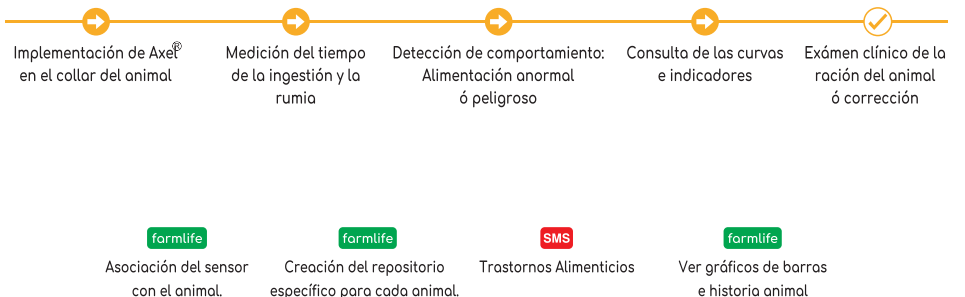 Implementación de Axel®
en el collar del animal
Medición del tiempo
de la ingestión y la
rumia
Detección de comportamiento:
Alimentación anormal
ó peligroso
Consulta de las curvas
e indicadores
Exámen clínico de la
ración del animal
ó corrección
farmlife
Asociación del sensor
con el animal,
farmlife
Creación del repositorio
específico para cada animal,
SMS
Trastornos Alimenticios
farmlife
Ver gráficos de barras
e historia animal